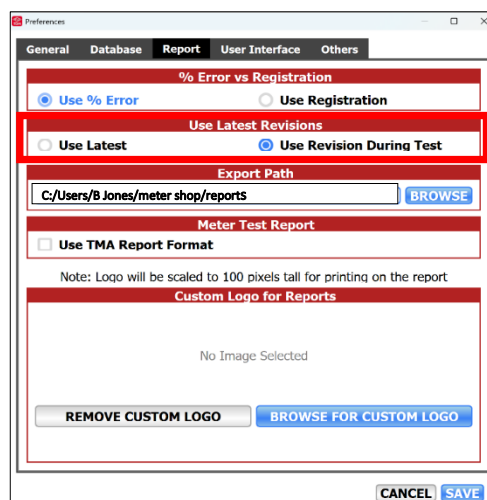 Preferences
General Database Report User Interface Others
% Error vs Registration
Use % Error Use Registration
Use Latest Revisions
Use Latest Use Revision During Test
Export Path
C:/Users/B Jones/meter shop/reports BROWSE
Meter Test Report
Use TMA Report Format
Note: Logo will be scaled to 100 pixels tall for printing on the report
Custom Logo for Reports
No Image Selected
REMOVE CUSTOM LOGO BROWSE FOR CUSTOM LOGO
CANCEL SAVE